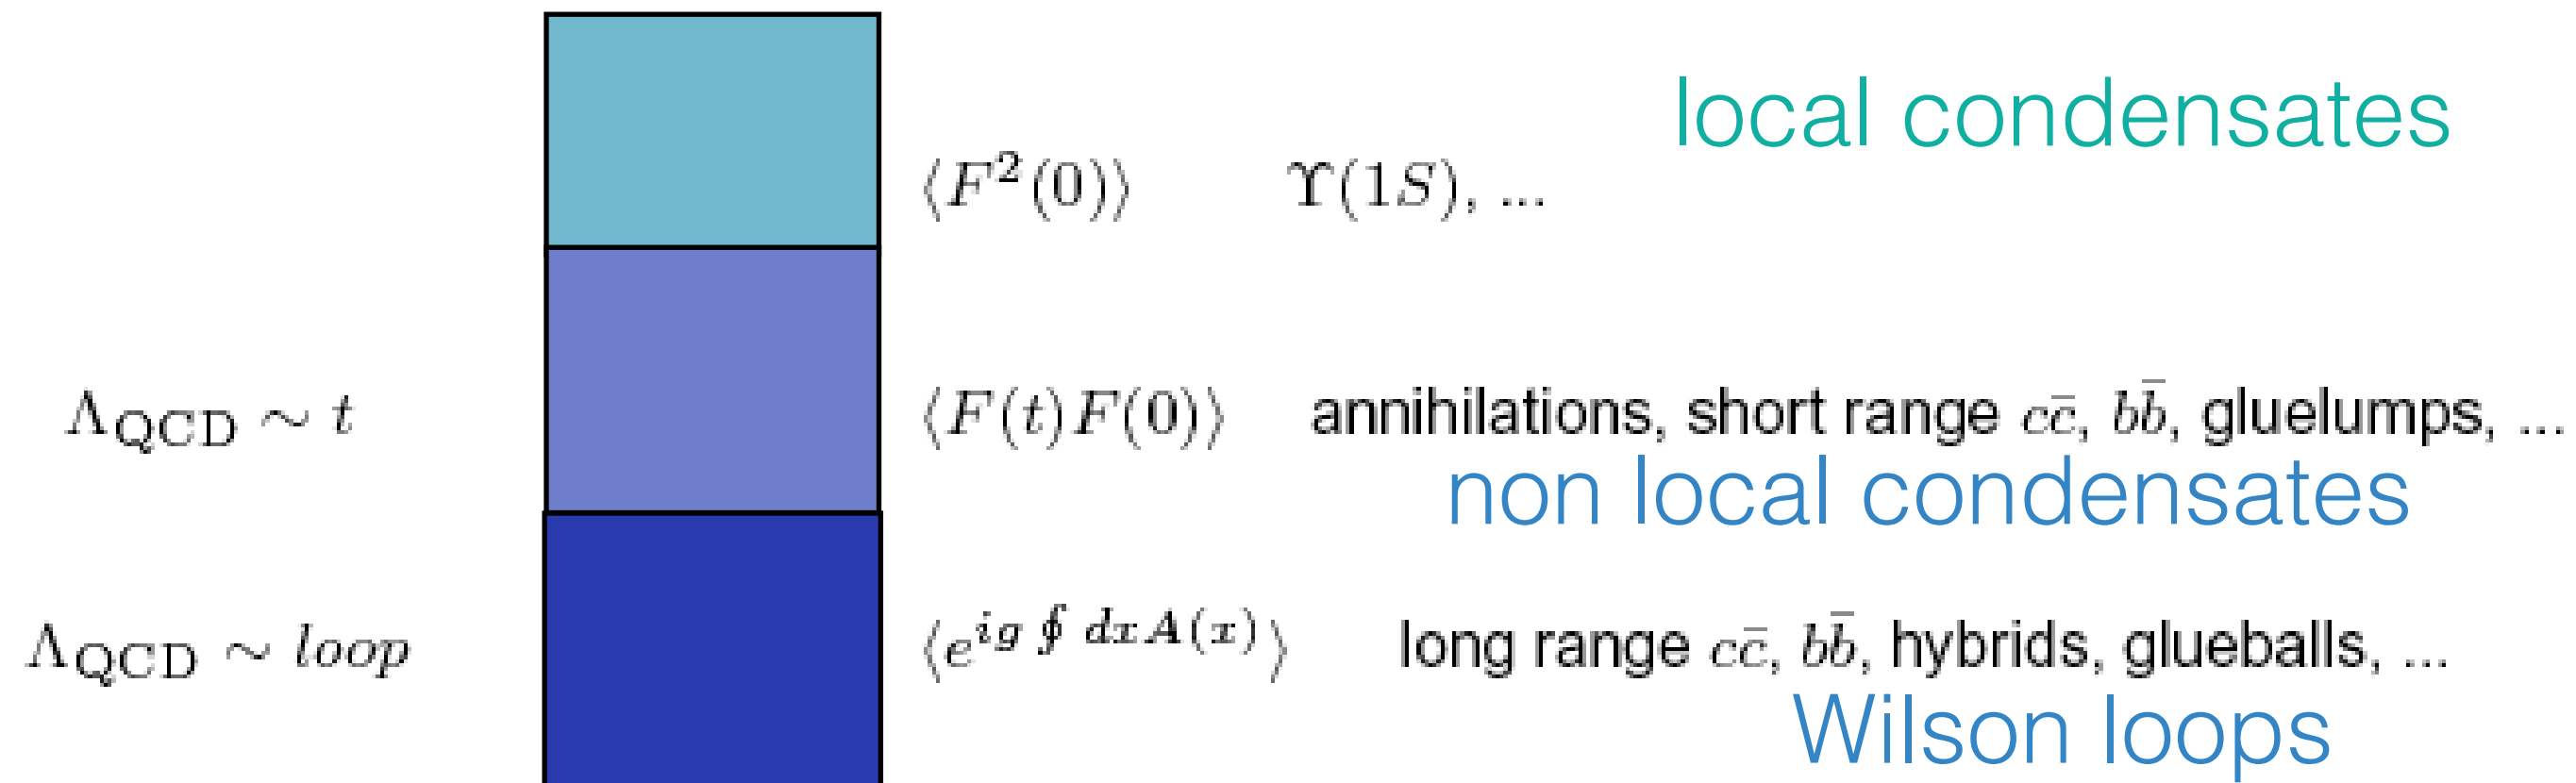 local condensates
⟨F²(0)⟩ ϒ(1S), ...
Λ_QCD ∼ t ⟨F(t)F(0)⟩ annihilations, short range cc̄, bb̄, gluelumps, ...
non local condensates
Λ_QCD ∼ loop ⟨e^{ig ∮ dxA(x)}⟩ long range cc̄, bb̄, hybrids, glueballs, ...
Wilson loops